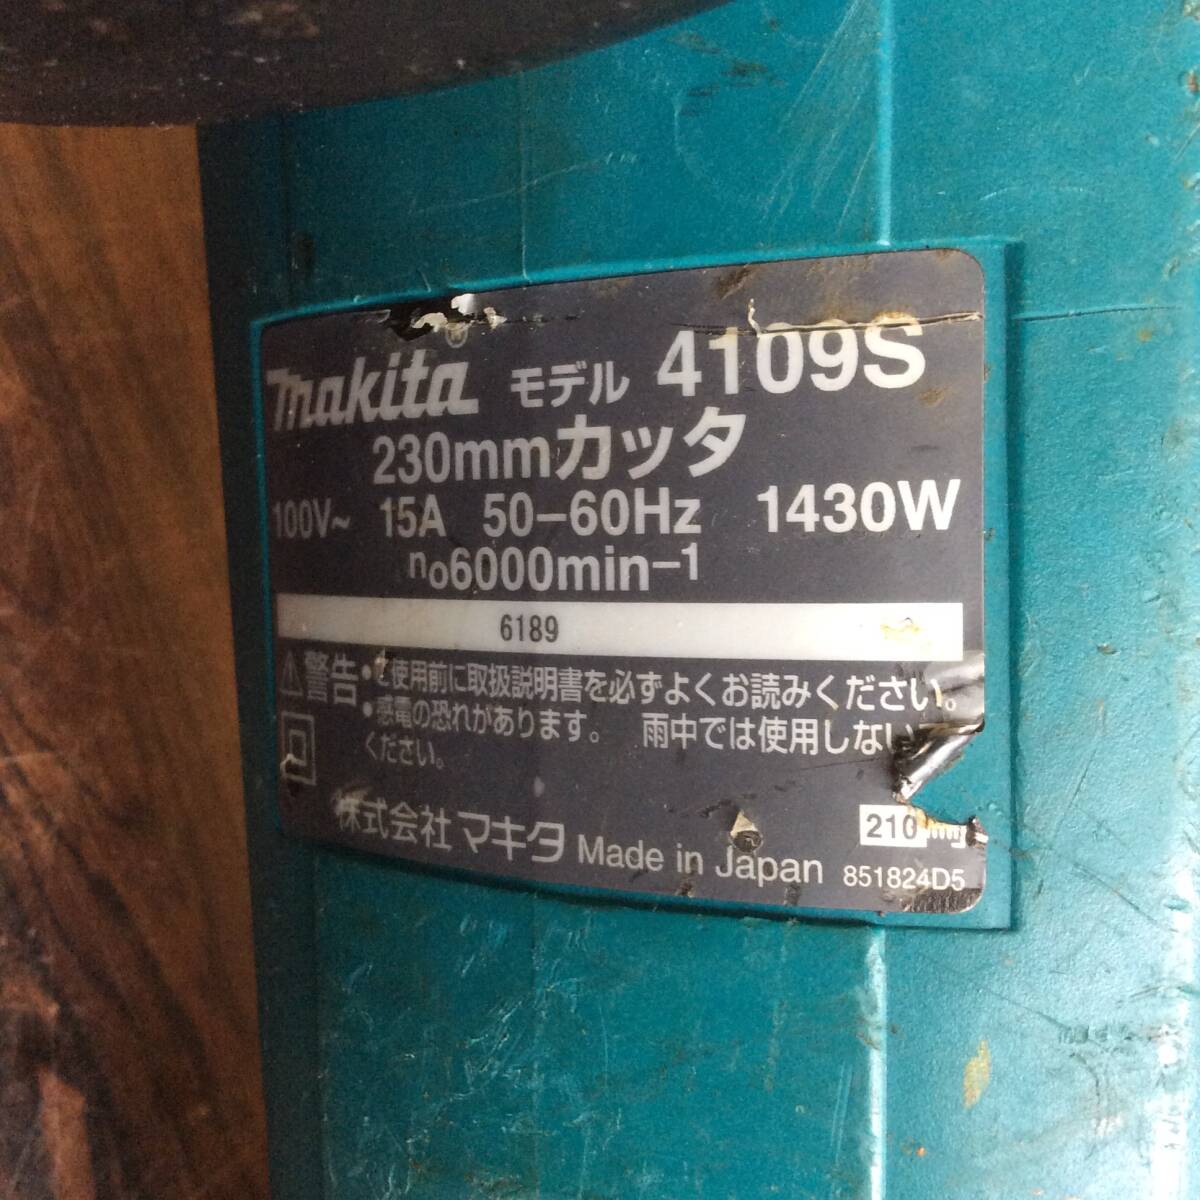 makita モデル 4109S
230mmカッタ
100V~ 15A 50-60Hz 1430W
no6000min-1
6189
警告 ・ご使用前に取扱説明書を必ずよくお読みください。
・感電の恐れがあります。 雨中では使用しない
ください。
株式会社マキタ Made in Japan
210
851824D5